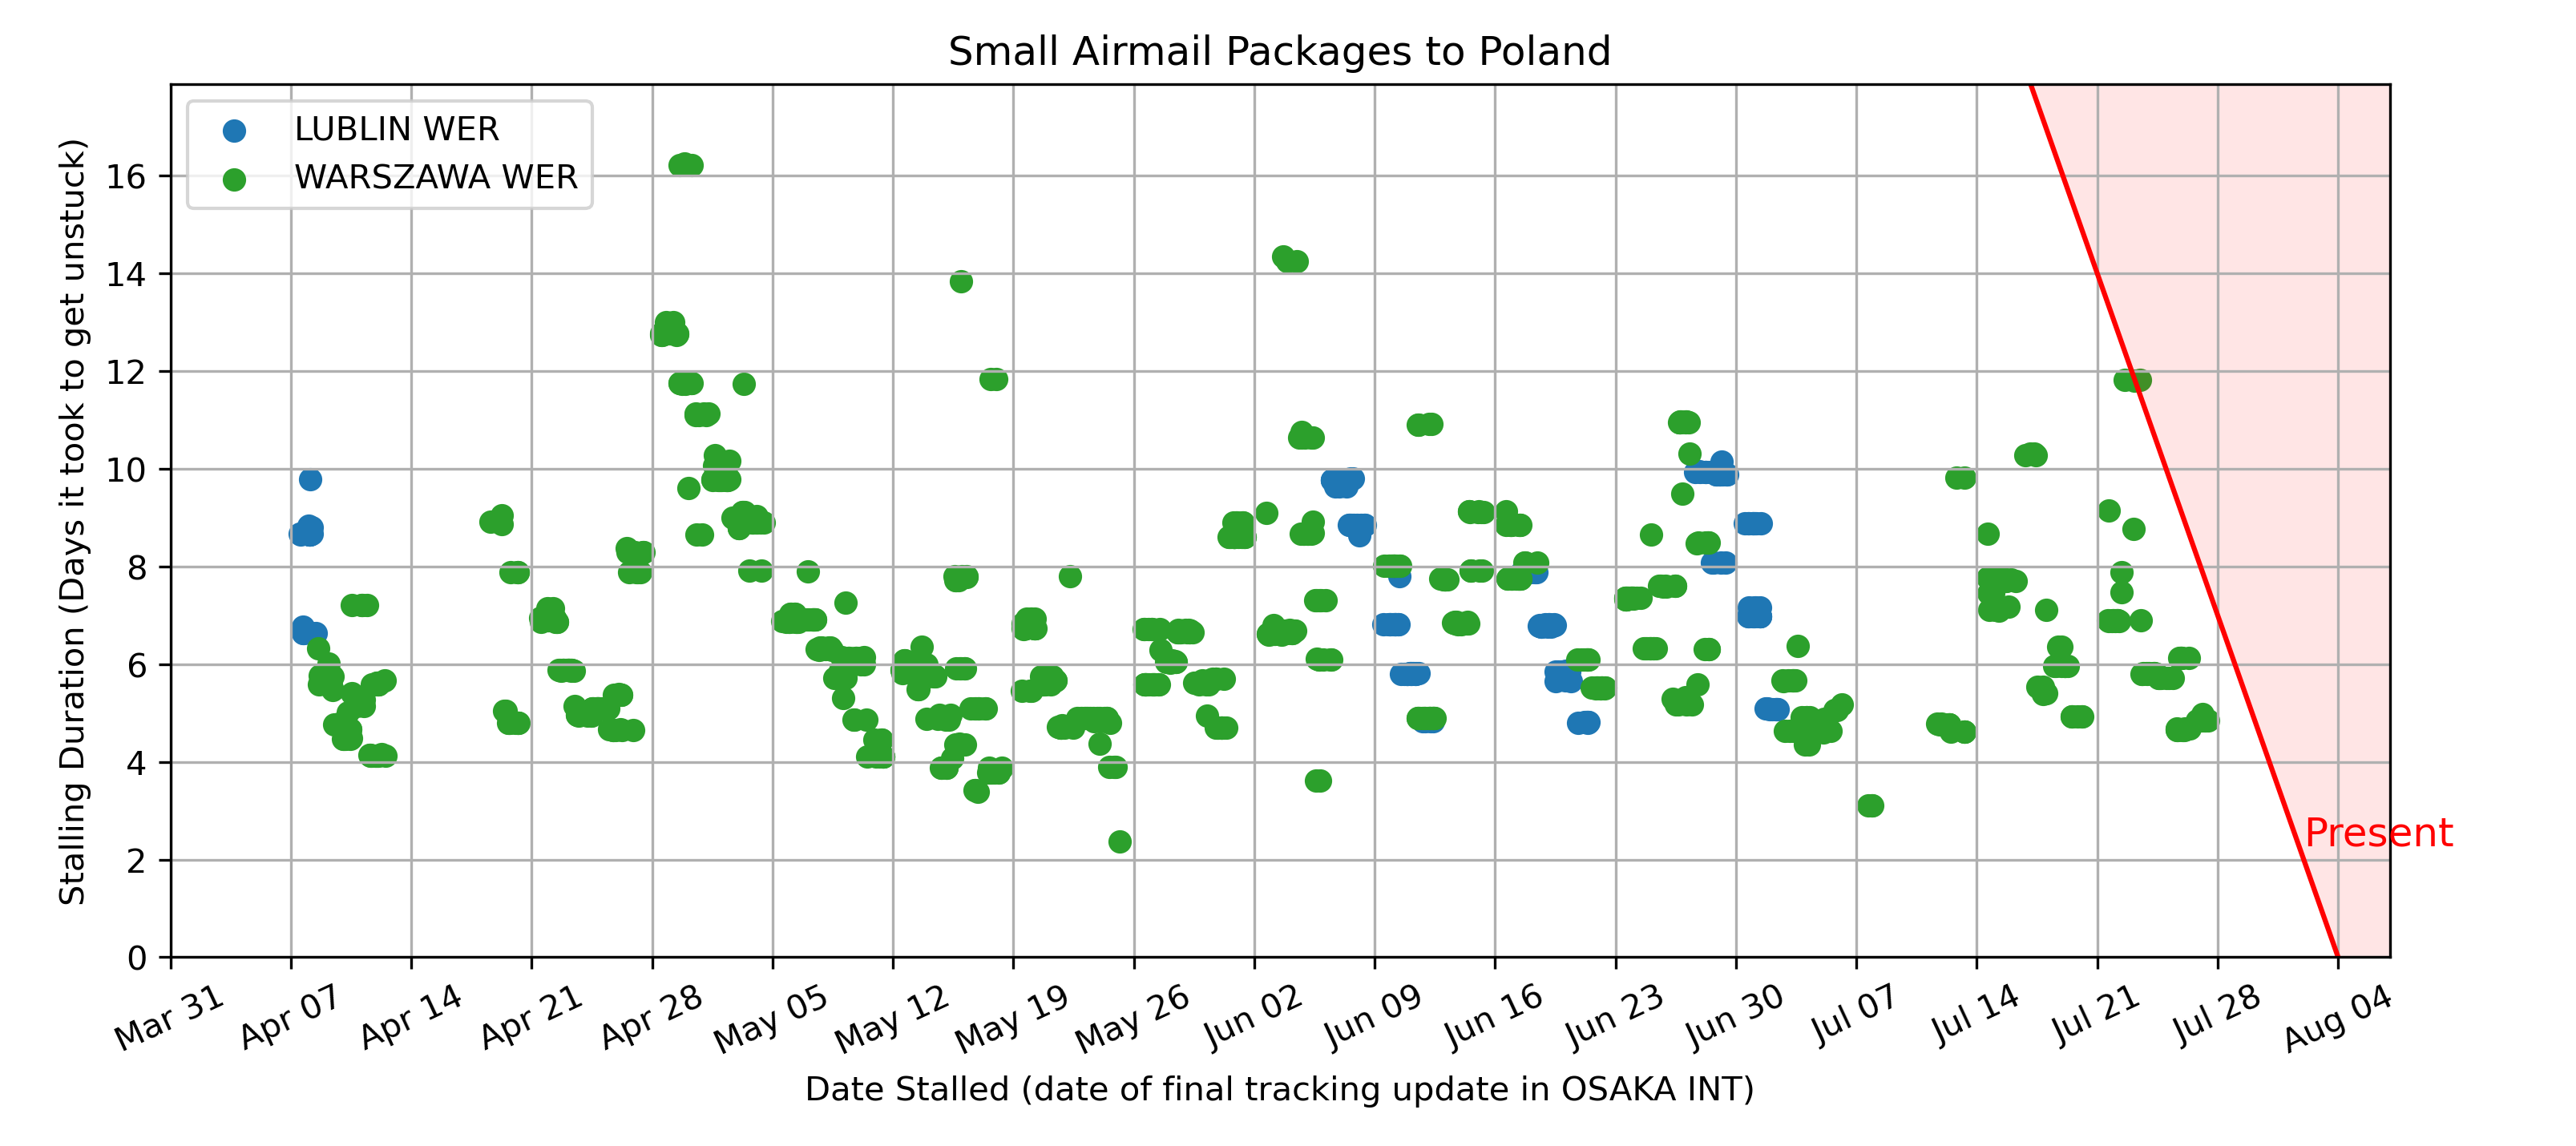 Small Airmail Packages to Poland
LUBLIN WER
WARSZAWA WER
Stalling Duration (Days it took to get unstuck)
16
14
12
10
8
6
4
2
0
Present
Mar 31
Apr 07
Apr 14
Apr 21
Apr 28
May 05
May 12
May 19
May 26
Jun 02
Jun 09
Jun 16
Jun 23
Jun 30
Jul 07
Jul 14
Jul 21
Jul 28
Aug 04
Date Stalled (date of final tracking update in OSAKA INT)